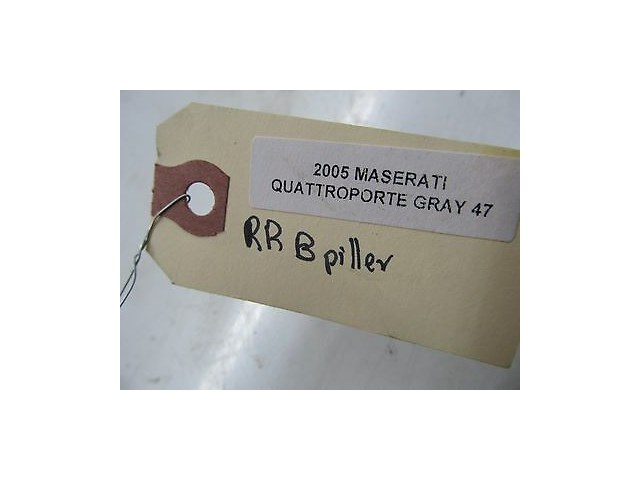 2005 MASERATI
QUATTROPORTE GRAY 47
RR B piller